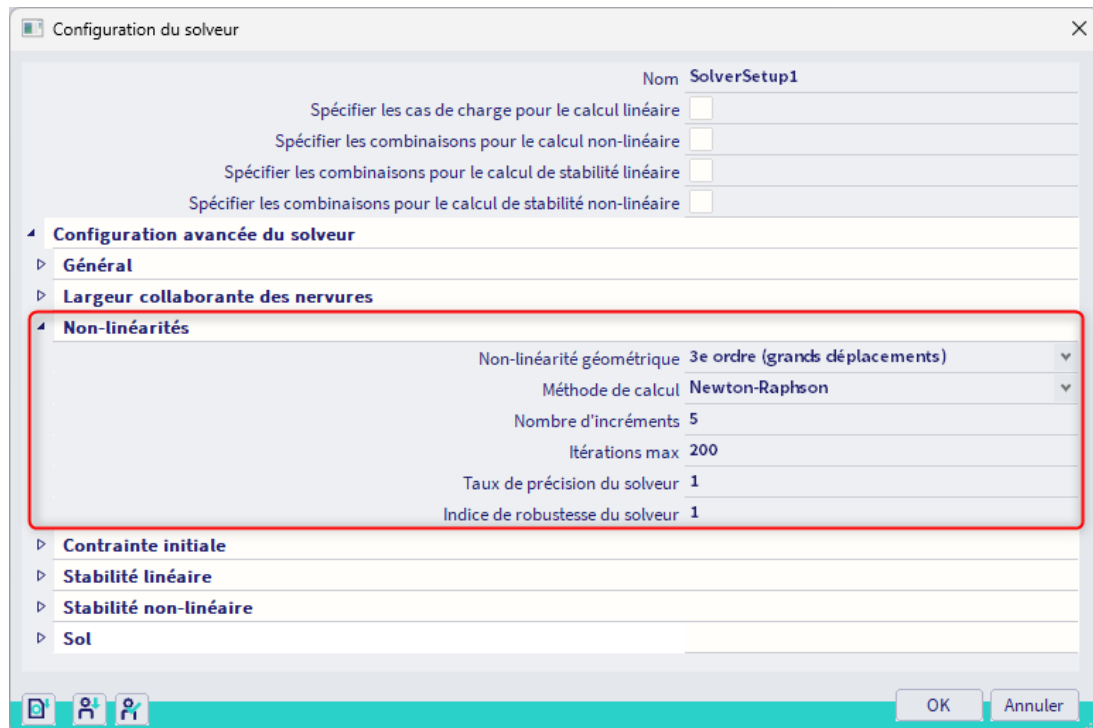 Configuration du solveur
Nom SolverSetup1
Spécifier les cas de charge pour le calcul linéaire
Spécifier les combinaisons pour le calcul non-linéaire
Spécifier les combinaisons pour le calcul de stabilité linéaire
Spécifier les combinaisons pour le calcul de stabilité non-linéaire
Configuration avancée du solveur
Général
Largeur collaborante des nervures
Non-linéarités
Non-linéarité géométrique 3e ordre (grands déplacements)
Méthode de calcul Newton-Raphson
Nombre d'incréments 5
Itérations max 200
Taux de précision du solveur 1
Indice de robustesse du solveur 1
Contrainte initiale
Stabilité linéaire
Stabilité non-linéaire
Sol
OK Annuler